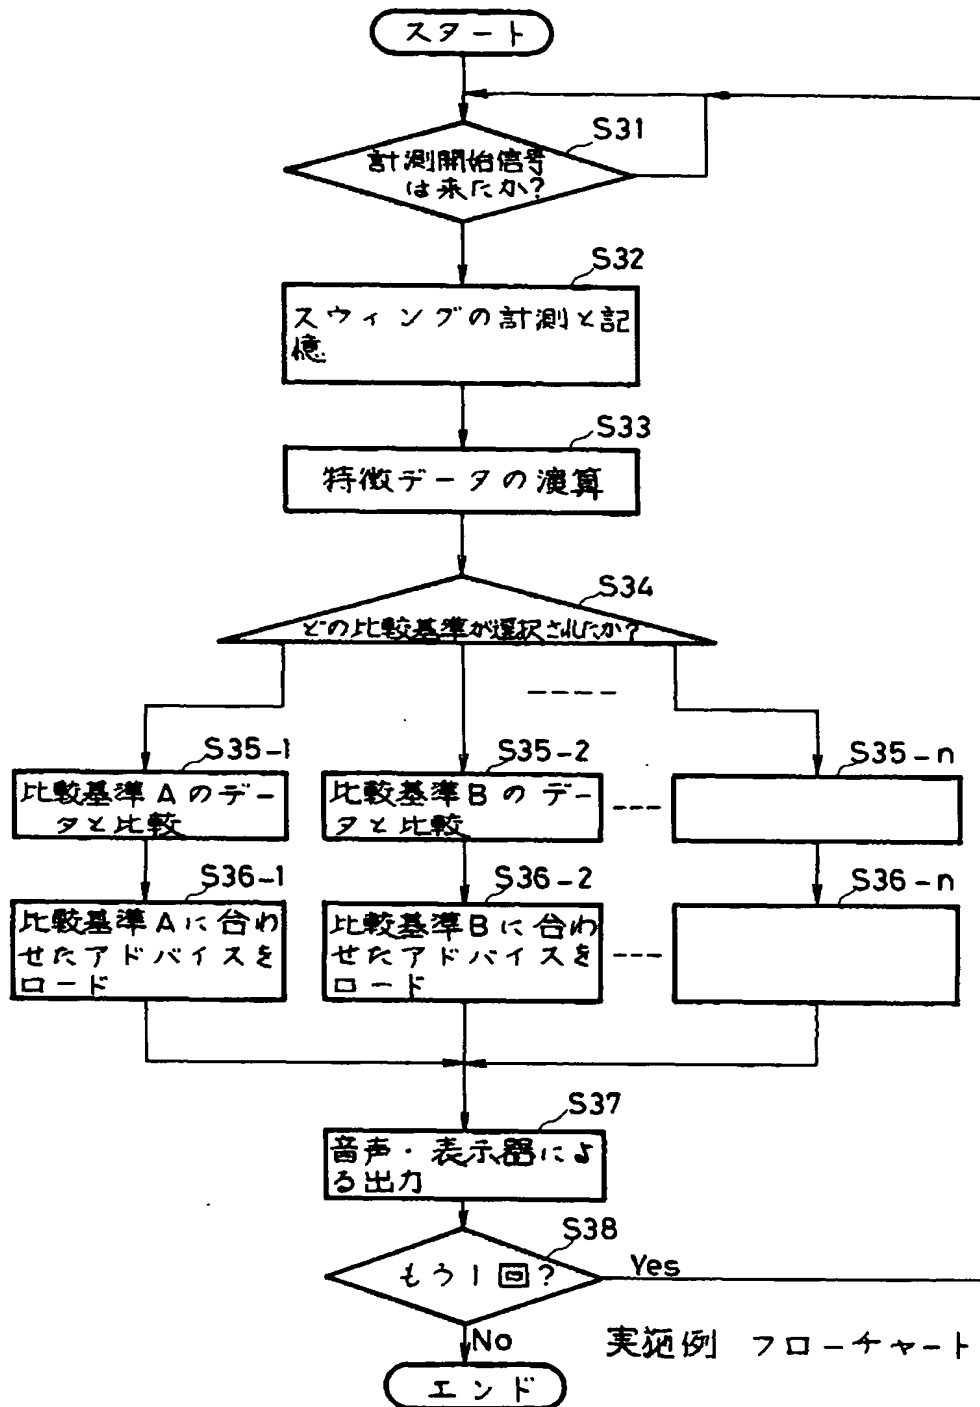 スタート
S31
計測開始信号
は来たか?
S32
スウィングの計測と記
憶
S33
特徴データの演算
S34
どの比較基準が選択されたか?
S35-1
比較基準Aのデー
タと比較
S35-2
比較基準Bのデー
タと比較
S35-n
S36-1
比較基準Aに合わ
せたアドバイスを
ロード
S36-2
比較基準Bに合わ
せたアドバイスを
ロード
S36-n
S37
音声・表示器によ
る出力
S38
もう1回?
Yes
No
実施例 フローチャート
エンド